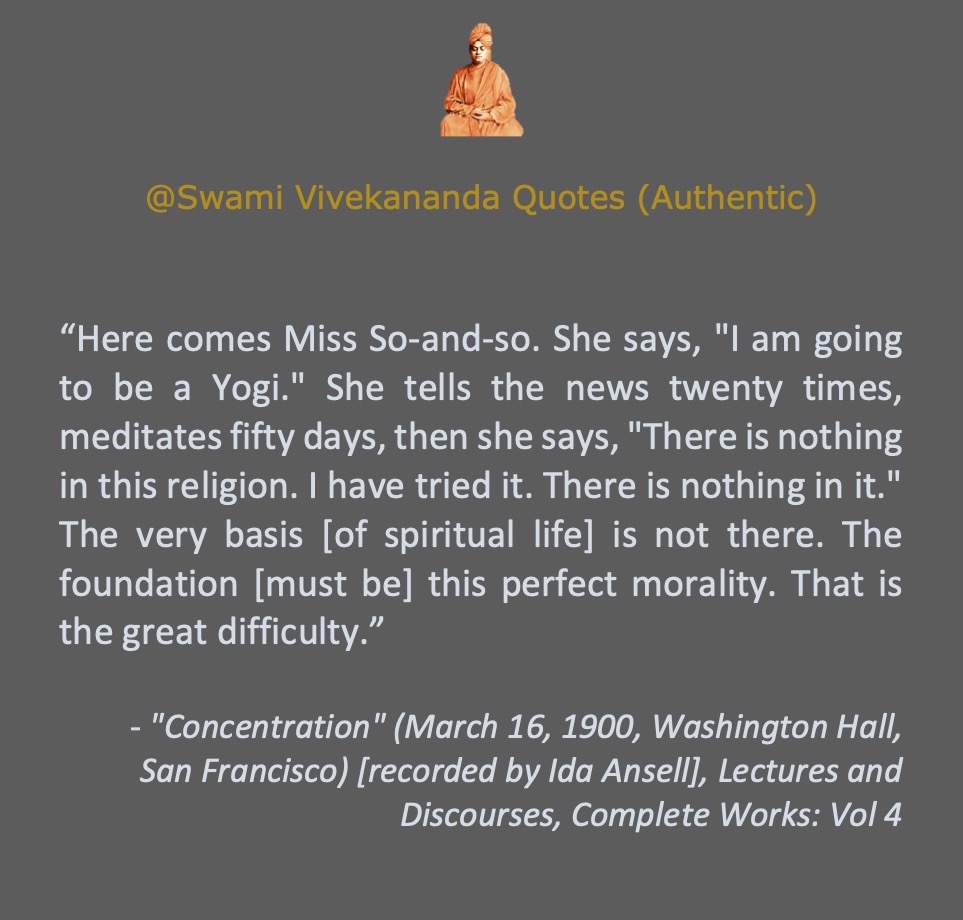 @Swami Vivekananda Quotes (Authentic)
“Here comes Miss So-and-so. She says, "I am going
to be a Yogi." She tells the news twenty times,
meditates fifty days, then she says, "There is nothing
in this religion. I have tried it. There is nothing in it."
The very basis [of spiritual life] is not there. The
foundation [must be] this perfect morality. That is
the great difficulty.”
- "Concentration" (March 16, 1900, Washington Hall,
San Francisco) [recorded by Ida Ansell], Lectures and
Discourses, Complete Works: Vol 4